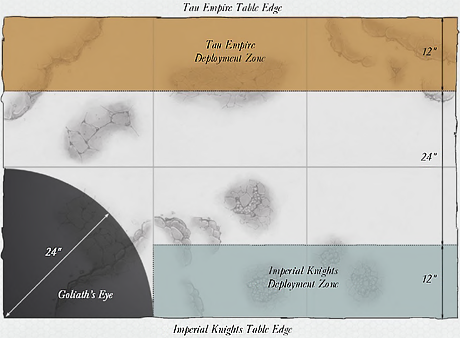 Tau Empire Table Edge
Tau Empire
Deployment Zone
12"
24"
24"
Goliath's Eye
Imperial Knights
Deployment Zone
12"
Imperial Knights Table Edge